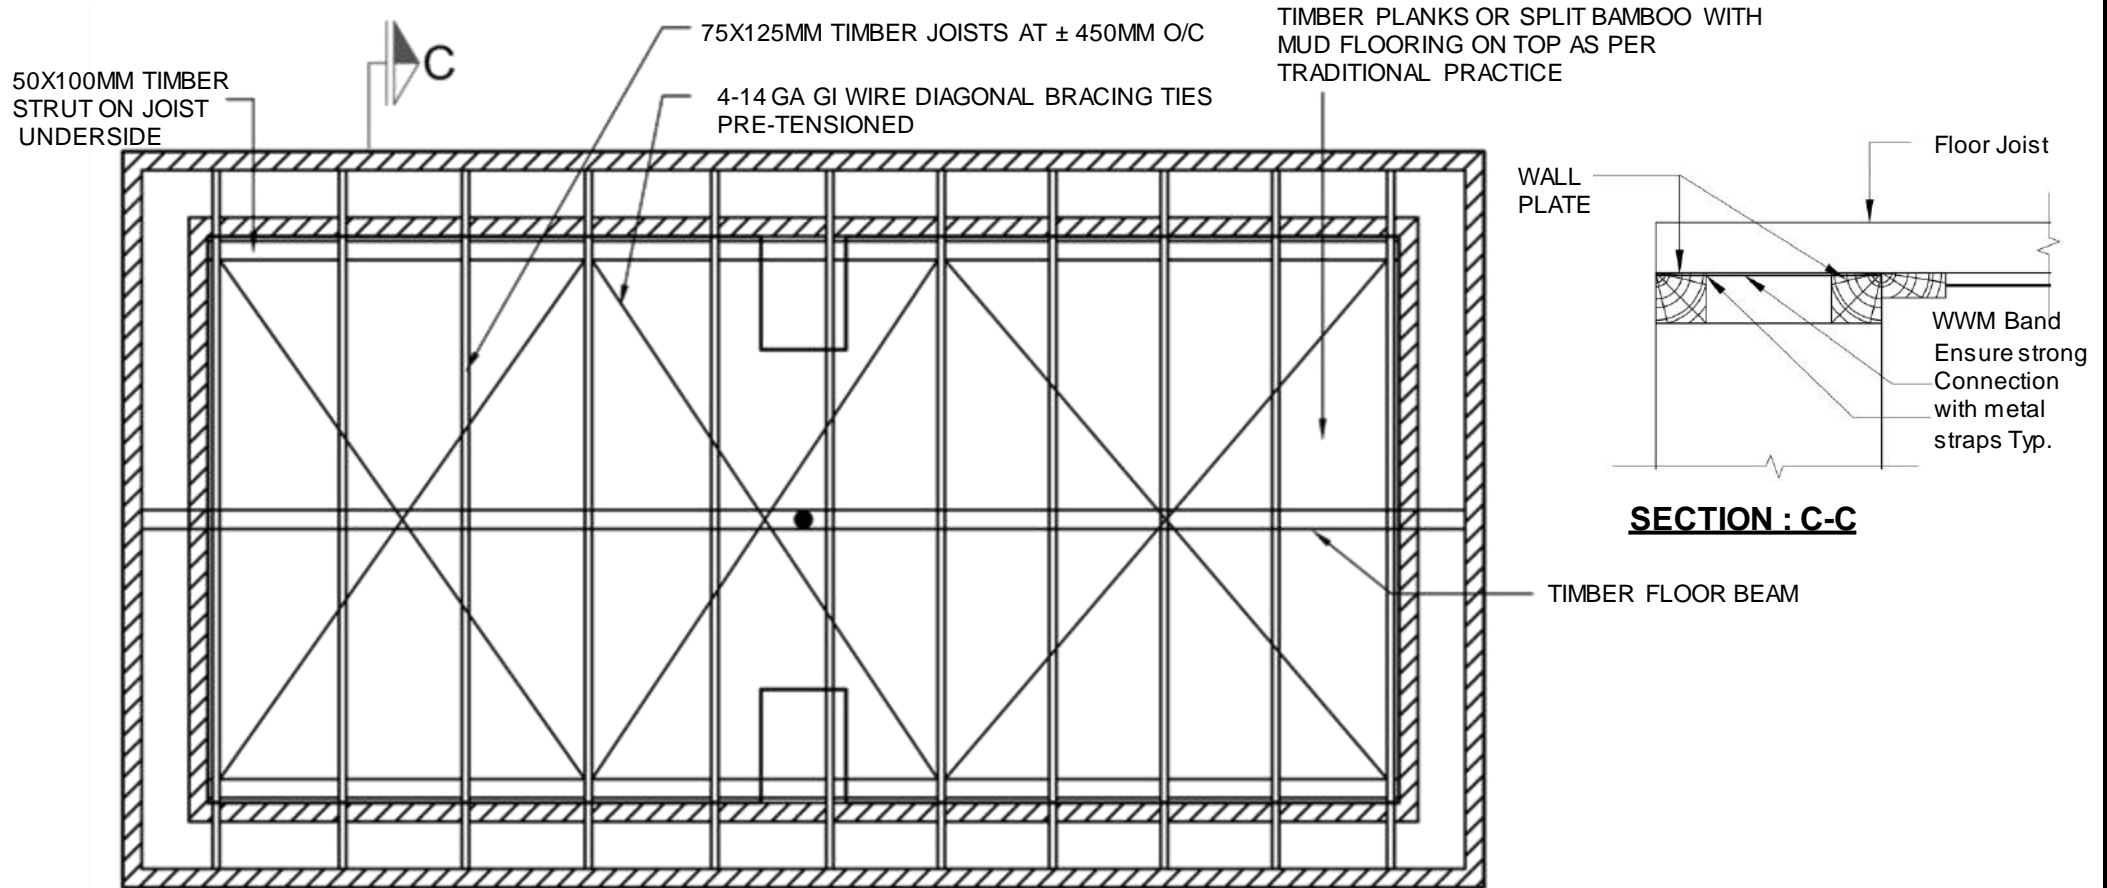 50X100MM TIMBER
STRUT ON JOIST
UNDERSIDE
C
75X125MM TIMBER JOISTS AT ± 450MM O/C
4-14 GA GI WIRE DIAGONAL BRACING TIES
PRE-TENSIONED
TIMBER PLANKS OR SPLIT BAMBOO WITH
MUD FLOORING ON TOP AS PER
TRADITIONAL PRACTICE
Floor Joist
WALL
PLATE
WWM Band
Ensure strong
Connection
with metal
straps Typ.
SECTION : C-C
TIMBER FLOOR BEAM